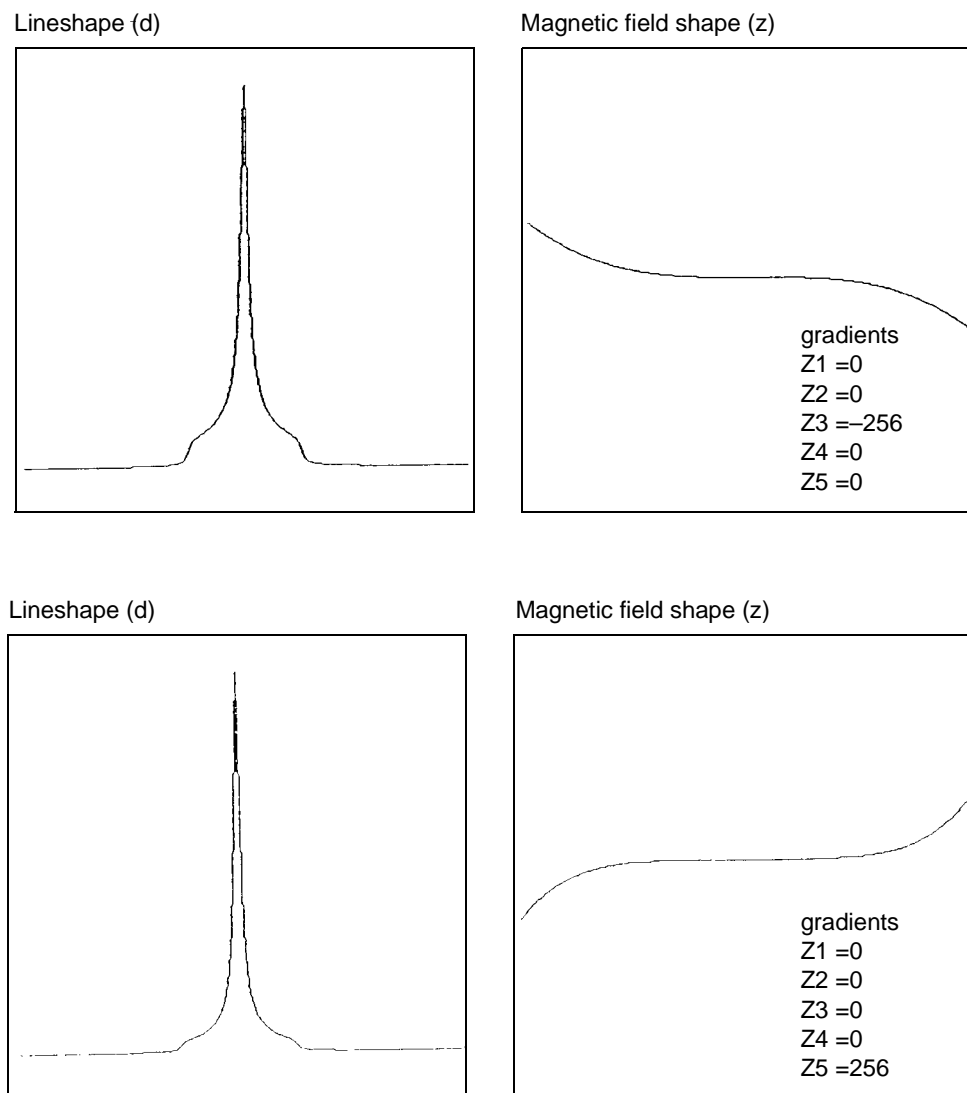 Lineshape (d)
Magnetic field shape (z)
gradients
Z1 =0
Z2 =0
Z3 =–256
Z4 =0
Z5 =0
Lineshape (d)
Magnetic field shape (z)
gradients
Z1 =0
Z2 =0
Z3 =0
Z4 =0
Z5 =256